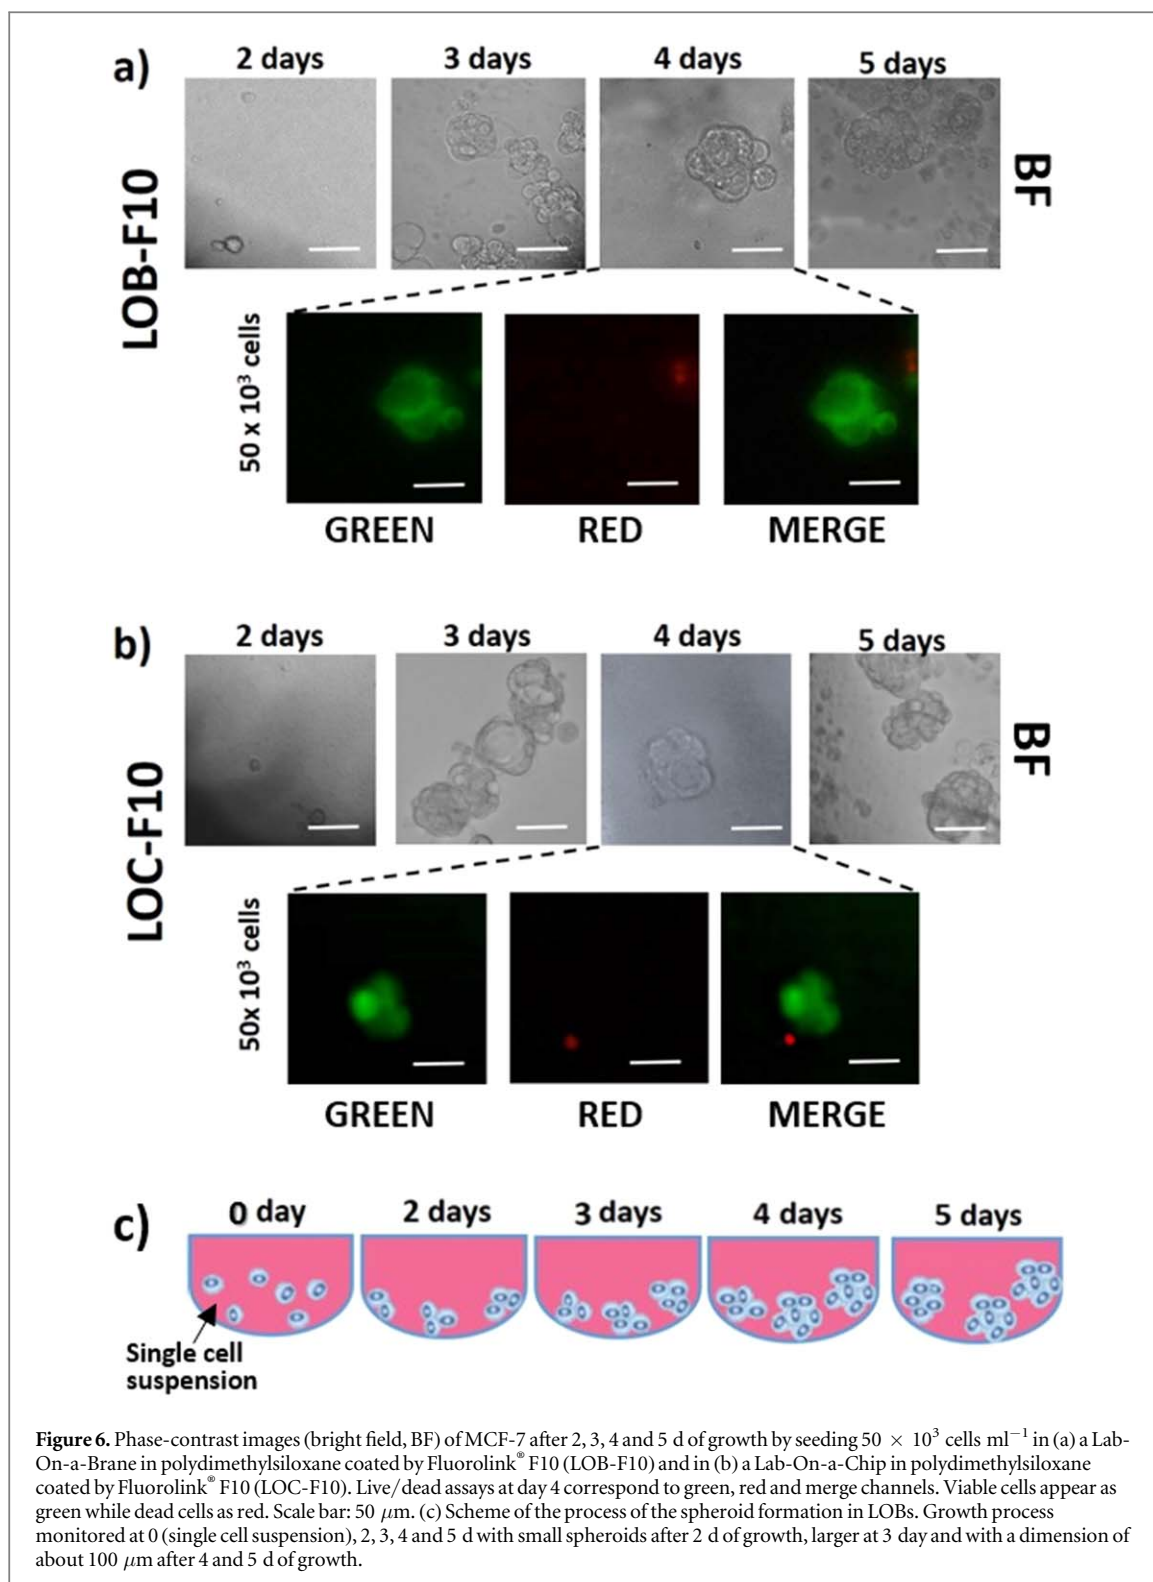 a)
2 days 3 days 4 days 5 days
LOB-F10
BF
50 x 10³ cells
GREEN RED MERGE
b)
2 days 3 days 4 days 5 days
LOC-F10
BF
50x 10³ cells
GREEN RED MERGE
c)
0 day 2 days 3 days 4 days 5 days
Single cell
suspension
Figure 6. Phase-contrast images (bright field, BF) of MCF-7 after 2, 3, 4 and 5 d of growth by seeding 50 × 10³ cells ml⁻¹ in (a) a Lab-
On-a-Brane in polydimethylsiloxane coated by Fluorolink® F10 (LOB-F10) and in (b) a Lab-On-a-Chip in polydimethylsiloxane
coated by Fluorolink® F10 (LOC-F10). Live/dead assays at day 4 correspond to green, red and merge channels. Viable cells appear as
green while dead cells as red. Scale bar: 50 μm. (c) Scheme of the process of the spheroid formation in LOBs. Growth process
monitored at 0 (single cell suspension), 2, 3, 4 and 5 d with small spheroids after 2 d of growth, larger at 3 day and with a dimension of
about 100 μm after 4 and 5 d of growth.